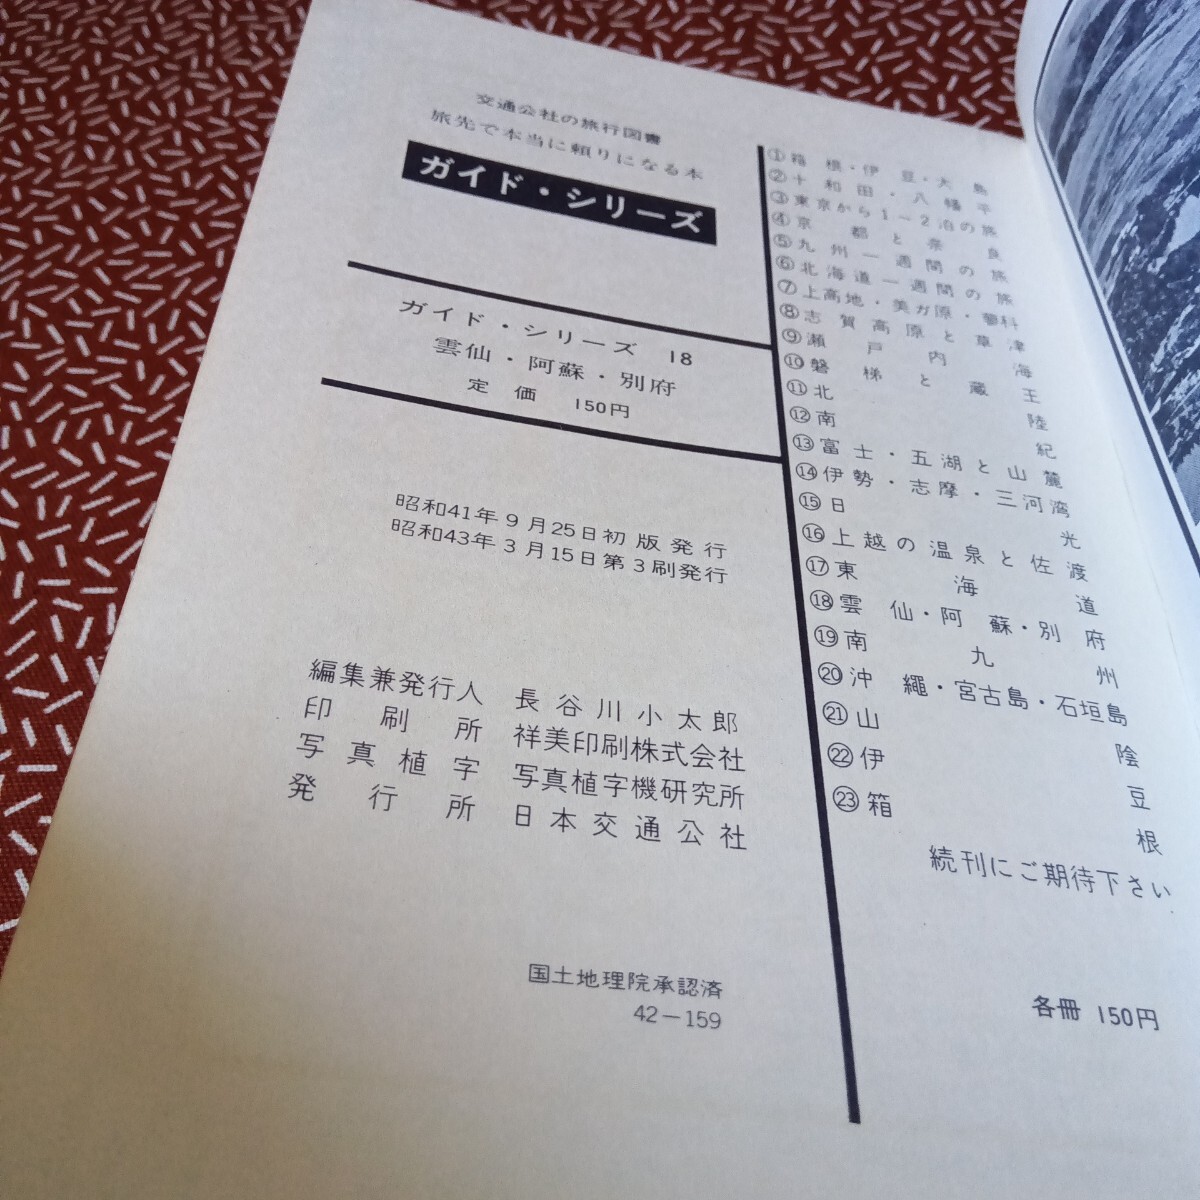 交通公社の旅行図書
旅先で本当に頼りになる本
ガイド・シリーズ
ガイド・シリーズ 18
雲仙・阿蘇・別府
定価 150円
昭和41年9月25日初版発行
昭和43年3月15日第3刷発行
編集兼発行人 長谷川小太郎
印刷所 祥美印刷株式会社
写真植字 写真植字機研究所
発行所 日本交通公社
国土地理院承認済
42-159
①箱根・伊豆・大島
②十和田・八幡平
③東京から1~2泊の旅
④京都と奈良
⑤九州一週間の旅
⑥北海道一週間の旅
⑦上高地・美ガ原・蓼科
⑧志賀高原と草津
⑨瀬戸内海
⑩磐梯と蔵王
⑪北陸
⑫南紀
⑬富士・五湖と山麓
⑭伊勢・志摩・三河湾
⑮日光
⑯上越の温泉と佐渡
⑰東海道
⑱雲仙・阿蘇・別府
⑲南九州
⑳沖縄・宮古島・石垣島
㉑山陰
㉒伊豆
㉓箱根
続刊にご期待下さい
各冊 150円